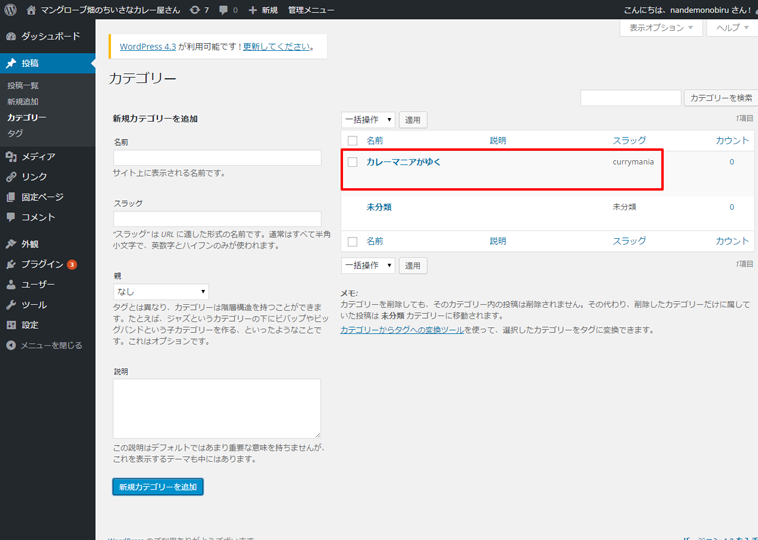 マングローブ畑のちいさなカレー屋さん 7 0 新規 管理メニュー こんにちは、nandemonobiru さん！
ダッシュボード
投稿
投稿一覧
新規追加
カテゴリー
タグ
メディア
リンク
固定ページ
コメント
外観
プラグイン 3
ユーザー
ツール
設定
メニューを閉じる
表示オプション ヘルプ
WordPress 4.3 が利用可能です ! 更新してください。
カテゴリー
カテゴリーを検索
新規カテゴリーを追加
名前
サイト上に表示される名前です。
スラッグ
"スラッグ" は URL に適した形式の名前です。通常はすべて半角
小文字で、英数字とハイフンのみが使われます。
親
なし
タグとは異なり、カテゴリーは階層構造を持つことができま
す。たとえば、ジャズというカテゴリーの下にビバップやビッ
グバンドという子カテゴリーを作る、といったようなことで
す。これはオプションです。
説明
この説明はデフォルトではあまり重要な意味を持ちませんが、
これを表示するテーマも中にはあります。
新規カテゴリーを追加
一括操作 適用 1項目
名前 説明 スラッグ カウント
カレーマニアがゆく currymania 0
未分類 未分類 0
名前 説明 スラッグ カウント
一括操作 適用 1項目
メモ:
カテゴリーを削除しても、そのカテゴリー内の投稿は削除されません。その代わり、削除したカテゴリーだけに属して
いた投稿は 未分類 カテゴリーに移動されます。
カテゴリーからタグへの変換ツールを使って、選択したカテゴリーをタグに変換できます。